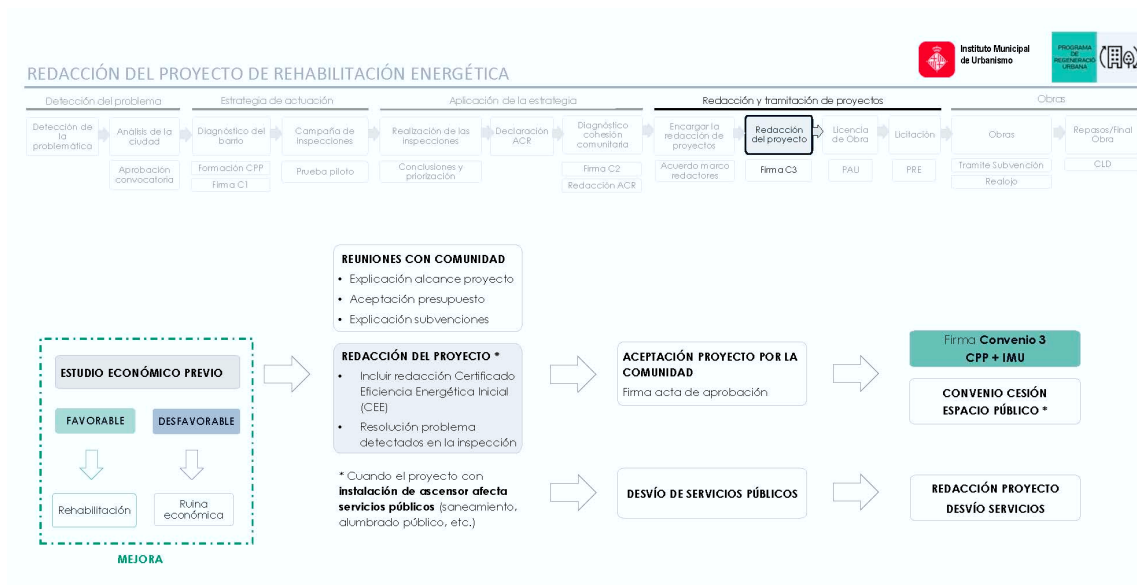 Instituto Municipal
de Urbanismo
PROGRAMA
DE
REGENERACIÓ
URBANA
REDACCIÓN DEL PROYECTO DE REHABILITACIÓN ENERGÉTICA
Detección del problema
Estrategia de actuación
Aplicación de la estrategia
Redacción y tramitación de proyectos
Obras
Detección de
la
problemática
Análisis de la
ciudad
Diagnóstico del
barrio
Campaña de
inspecciones
Realización de las
inspecciones
Declaración
ACR
Diagnóstico
cohesión
comunitaria
Encargar la
redacción de
proyectos
Redacción
del proyecto
Licencia
de Obra
Licitación
Obras
Repasos/Final
Obra
Aprobación
convocatoria
Formación CPP
Firma C1
Prueba piloto
Conclusiones y
priorización
Firma C2
Redacción ACR
Acuerdo marco
redactores
Firma C3
PAU
PRE
Tramite Subvención
Realojo
CLD
REUNIONES CON COMUNIDAD
• Explicación alcance proyecto
• Aceptación presupuesto
• Explicación subvenciones
ESTUDIO ECONÓMICO PREVIO
FAVORABLE
DESFAVORABLE
Rehabilitación
Ruina
económica
MEJORA
REDACCIÓN DEL PROYECTO *
• Incluir redacción Certificado
Eficiencia Energética Inicial
(CEE)
• Resolución problema
detectados en la inspección
* Cuando el proyecto con
instalación de ascensor afecta
servicios públicos (saneamiento,
alumbrado público, etc.)
ACEPTACIÓN PROYECTO POR LA
COMUNIDAD
Firma acta de aprobación
DESVÍO DE SERVICIOS PÚBLICOS
Firma Convenio 3
CPP + IMU
CONVENIO CESIÓN
ESPACIO PÚBLICO *
REDACCIÓN PROYECTO
DESVÍO SERVICIOS